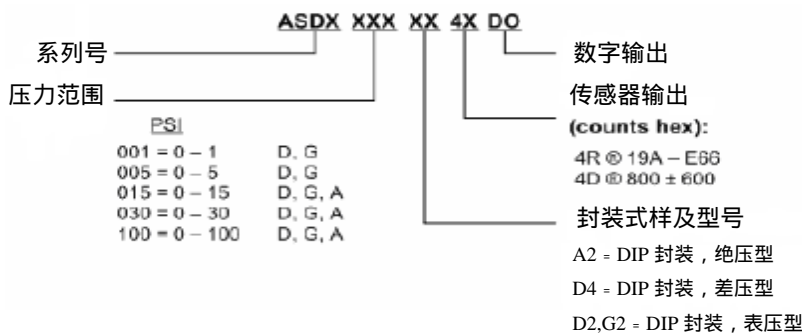 ASDX XXX XX 4X DO
系列号
压力范围
PSI
001 = 0 – 1 D, G
005 = 0 – 5 D, G
015 = 0 – 15 D, G, A
030 = 0 – 30 D, G, A
100 = 0 – 100 D, G, A
数字输出
传感器输出
(counts hex):
4R ® 19A – E66
4D ® 800 ± 600
封装式样及型号
A2 = DIP 封装，绝压型
D4 = DIP 封装，差压型
D2,G2 = DIP 封装，表压型